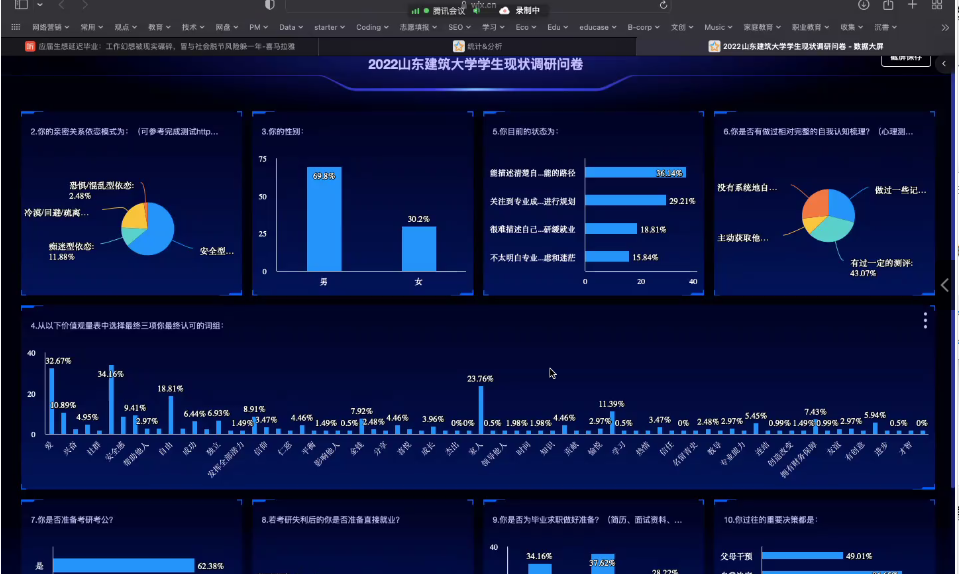 wjx.cn
腾讯会议
录制中
网络营销 常用 观点 教育 技术 网盘 PM Data starter Coding 志愿填报 SEO 学习 Eco Edu educase B-corp 文创 Music 家庭教育 职业教育 收集 沉香
应届生想延迟毕业：工作幻想被现实碾碎，皆与社会脱节风险躲一年-喜马拉雅
统计&分析
2022山东建筑大学学生现状调研问卷 - 数据大屏
2022山东建筑大学学生现状调研问卷
截屏保存
2.你的亲密关系依恋模式为：（可参考完成测试http...
恐惧/混乱型依恋:
2.48%
冷漠/回避/疏离...
痴迷型依恋:
11.88%
安全型...
3.你的性别:
75
50
25
0
69.8%
30.2%
男
女
5.你目前的状态为:
能描述清楚自...能的路径
36.14%
关注到专业成...进行规划
29.21%
很难描述自己...研缓就业
18.81%
不太明白专业...虑和迷茫
15.84%
0 20 40
6.你是否有做过相对完整的自我认知梳理？（心理测...
没有系统地自...
做过一些记...
主动获取他...
有过一定的测评:
43.07%
4.从以下价值观量表中选择最终三项你最终认可的词组:
40
20
0
32.67% 10.89% 4.95% 34.16% 9.41% 2.97% 18.81% 6.44% 6.93% 1.49% 8.91% 3.47% 4.46% 1.49% 0.5% 7.92% 2.48% 4.46% 3.96% 0% 0% 23.76% 0.5% 1.98% 1.98% 4.46% 2.97% 11.39% 0.5% 3.47% 0% 2.48% 2.97% 5.45% 0.99% 1.49% 7.43% 0.99% 2.97% 5.94% 0.5% 0%
爱 兴奋 社群 安全感 帮助他人 自由 成功 独立 发挥全部潜力 信仰 仁慈 平衡 影响他人 金钱 分享 喜悦 成长 杰出 家人 领导他人 时间 知识 贡献 愉悦 学习 热情 信任 名留青史 教导 专业能力 连结 创造改变 拥有财务保障 友谊 有创意 进步 才智
7.你是否准备考研考公?
是
62.38%
8.若考研失利后的你是否准备直接就业?
9.你是否为毕业求职做好准备？（简历、面试资料、...
40
34.16%
37.62%
28.22%
10.你过往的重要决策都是:
父母干预
49.01%